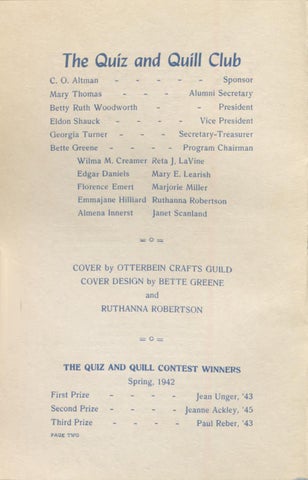 The Quiz and Quill Club
C. O. Altman - - - - - Sponsor
Mary Thomas - - - - Alumni Secretary
Betty Ruth Woodworth - - - President
Eldon Shauck - - - - Vice President
Georgia Turner - - - Secretary-Treasurer
Bette Greene - - - - Program Chairman
Wilma M. Creamer Reta J. LaVine
Edgar Daniels Mary E. Learish
Florence Emert Marjorie Miller
Emmajane Hilliard Ruthanna Robertson
Almena Innerst Janet Scanland
= o =
COVER by OTTERBEIN CRAFTS GUILD
COVER DESIGN by BETTE GREENE
and
RUTHANNA ROBERTSON
= o =
THE QUIZ AND QUILL CONTEST WINNERS
Spring, 1942
First Prize - - - - Jean Unger, '43
Second Prize - - - - Jeanne Ackley, '45
Third Prize - - - - Paul Reber, '43
PAGE TWO